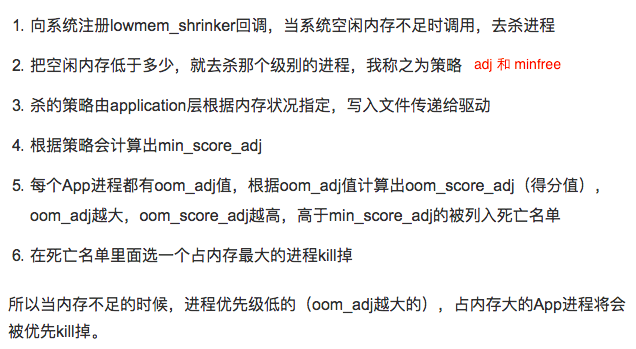 1. 向系统注册lowmem_shrinker回调，当系统空闲内存不足时调用，去杀进程
2. 把空闲内存低于多少，就去杀那个级别的进程，我称之为策略 adj 和 minfree
3. 杀的策略由application层根据内存状况指定，写入文件传递给驱动
4. 根据策略会计算出min_score_adj
5. 每个App进程都有oom_adj值，根据oom_adj值计算出oom_score_adj（得分值），
oom_adj越大，oom_score_adj越高，高于min_score_adj的被列入死亡名单
6. 在死亡名单里面选一个占内存最大的进程kill掉
所以当内存不足的时候，进程优先级低的（oom_adj越大的），占内存大的App进程将会
被优先kill掉。